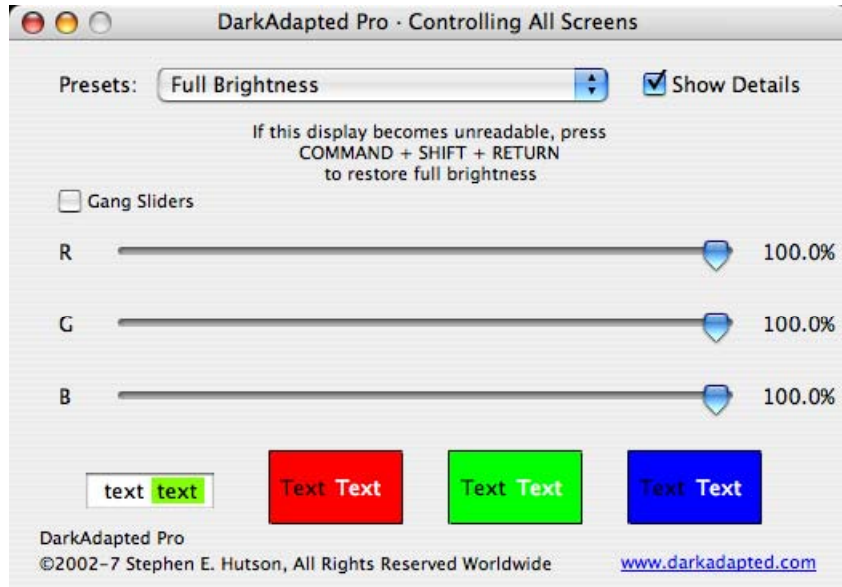 DarkAdapted Pro · Controlling All Screens
Presets: Full Brightness Show Details
If this display becomes unreadable, press
COMMAND + SHIFT + RETURN
to restore full brightness
Gang Sliders
R 100.0%
G 100.0%
B 100.0%
text text Text Text Text Text Text Text
DarkAdapted Pro
©2002-7 Stephen E. Hutson, All Rights Reserved Worldwide www.darkadapted.com